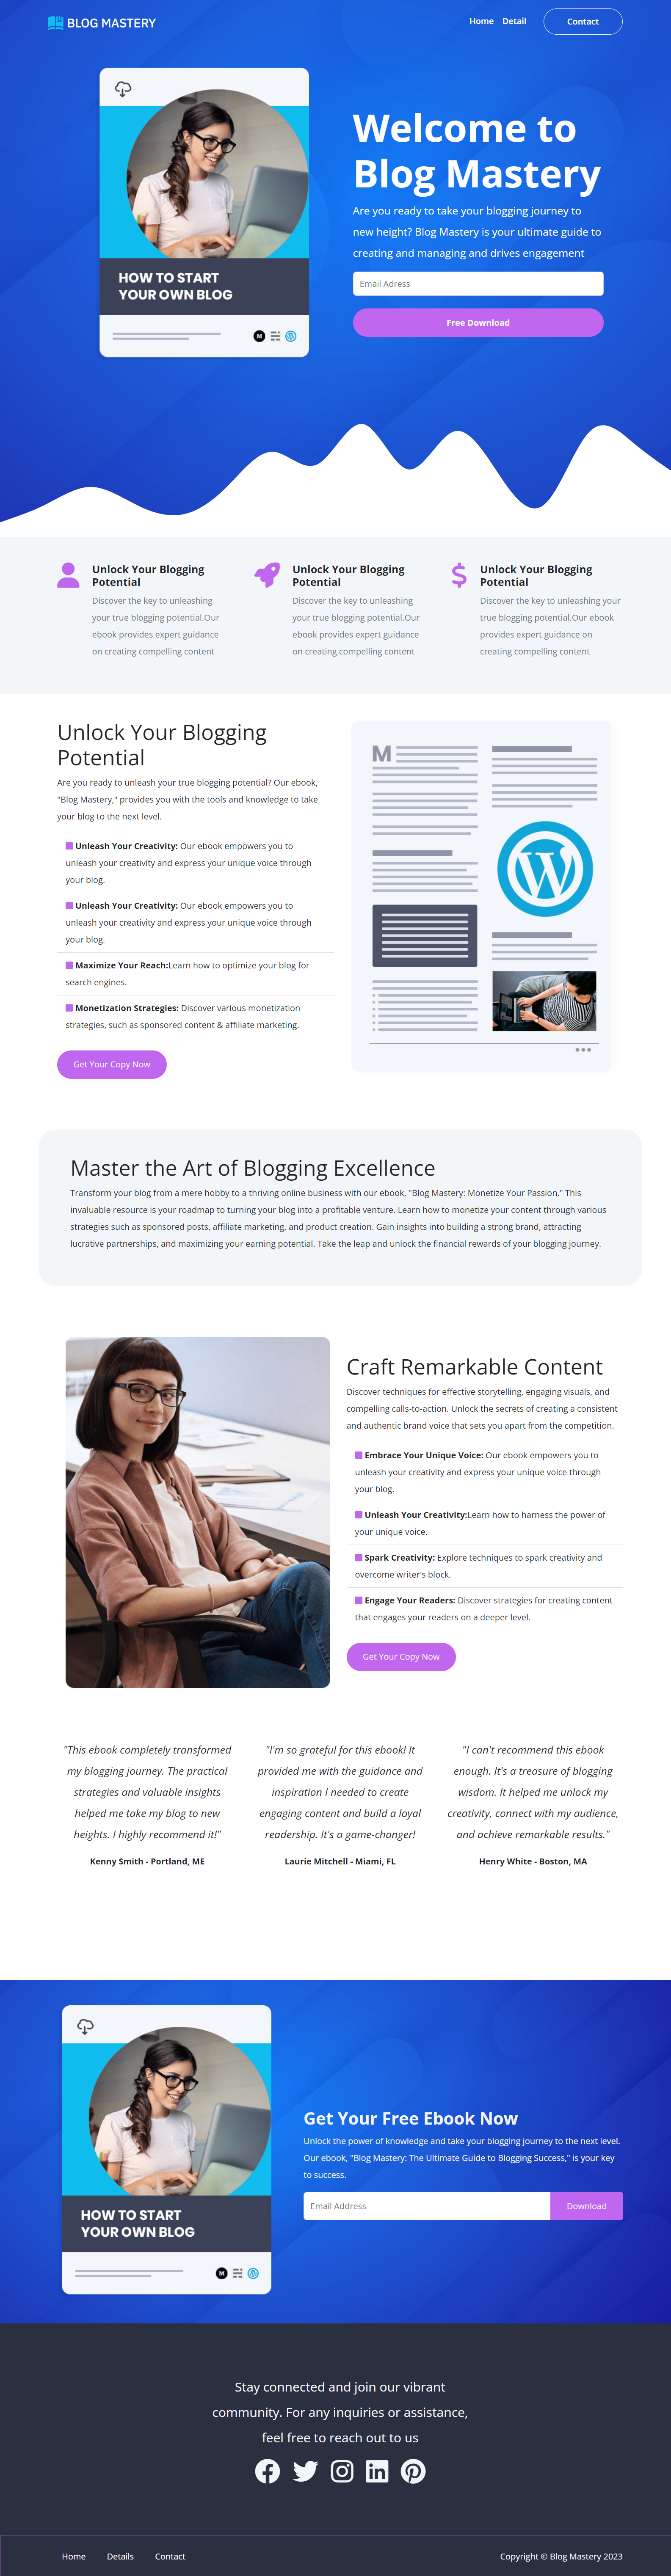 BLOG MASTERY
Home Detail Contact
HOW TO START
YOUR OWN BLOG
M
Welcome to
Blog Mastery
Are you ready to take your blogging journey to
new height? Blog Mastery is your ultimate guide to
creating and managing and drives engagement
Email Adress
Free Download
Unlock Your Blogging
Potential
Discover the key to unleashing
your true blogging potential.Our
ebook provides expert guidance
on creating compelling content
Unlock Your Blogging
Potential
Discover the key to unleashing
your true blogging potential.Our
ebook provides expert guidance
on creating compelling content
Unlock Your Blogging
Potential
Discover the key to unleashing your
true blogging potential.Our ebook
provides expert guidance on
creating compelling content
Unlock Your Blogging
Potential
Are you ready to unleash your true blogging potential? Our ebook,
"Blog Mastery," provides you with the tools and knowledge to take
your blog to the next level.
Unleash Your Creativity: Our ebook empowers you to
unleash your creativity and express your unique voice through
your blog.
Unleash Your Creativity: Our ebook empowers you to
unleash your creativity and express your unique voice through
your blog.
Maximize Your Reach:Learn how to optimize your blog for
search engines.
Monetization Strategies: Discover various monetization
strategies, such as sponsored content & affiliate marketing.
Get Your Copy Now
M
W
Master the Art of Blogging Excellence
Transform your blog from a mere hobby to a thriving online business with our ebook, "Blog Mastery: Monetize Your Passion." This
invaluable resource is your roadmap to turning your blog into a profitable venture. Learn how to monetize your content through various
strategies such as sponsored posts, affiliate marketing, and product creation. Gain insights into building a strong brand, attracting
lucrative partnerships, and maximizing your earning potential. Take the leap and unlock the financial rewards of your blogging journey.
Craft Remarkable Content
Discover techniques for effective storytelling, engaging visuals, and
compelling calls-to-action. Unlock the secrets of creating a consistent
and authentic brand voice that sets you apart from the competition.
Embrace Your Unique Voice: Our ebook empowers you to
unleash your creativity and express your unique voice through
your blog.
Unleash Your Creativity:Learn how to harness the power of
your unique voice.
Spark Creativity: Explore techniques to spark creativity and
overcome writer's block.
Engage Your Readers: Discover strategies for creating content
that engages your readers on a deeper level.
Get Your Copy Now
"This ebook completely transformed
my blogging journey. The practical
strategies and valuable insights
helped me take my blog to new
heights. I highly recommend it!"
Kenny Smith - Portland, ME
"I'm so grateful for this ebook! It
provided me with the guidance and
inspiration I needed to create
engaging content and build a loyal
readership. It's a game-changer!
Laurie Mitchell - Miami, FL
"I can't recommend this ebook
enough. It's a treasure of blogging
wisdom. It helped me unlock my
creativity, connect with my audience,
and achieve remarkable results."
Henry White - Boston, MA
HOW TO START
YOUR OWN BLOG
M
Get Your Free Ebook Now
Unlock the power of knowledge and take your blogging journey to the next level.
Our ebook, "Blog Mastery: The Ultimate Guide to Blogging Success," is your key
to success.
Email Address Download
Stay connected and join our vibrant
community. For any inquiries or assistance,
feel free to reach out to us
Home Details Contact Copyright © Blog Mastery 2023